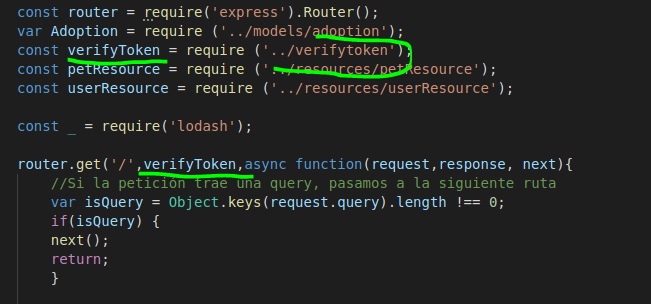 const router = require('express').Router();
var Adoption = require ('../models/adoption');
const verifyToken = require ('../verifytoken');
const petResource = require ('../resources/petResource');
const userResource = require ('../resources/userResource');
const _ = require('lodash');
router.get('/',verifyToken,async function(request,response, next){
//Si la petición trae una query, pasamos a la siguiente ruta
var isQuery = Object.keys(request.query).length !== 0;
if(isQuery) {
next();
return;
}